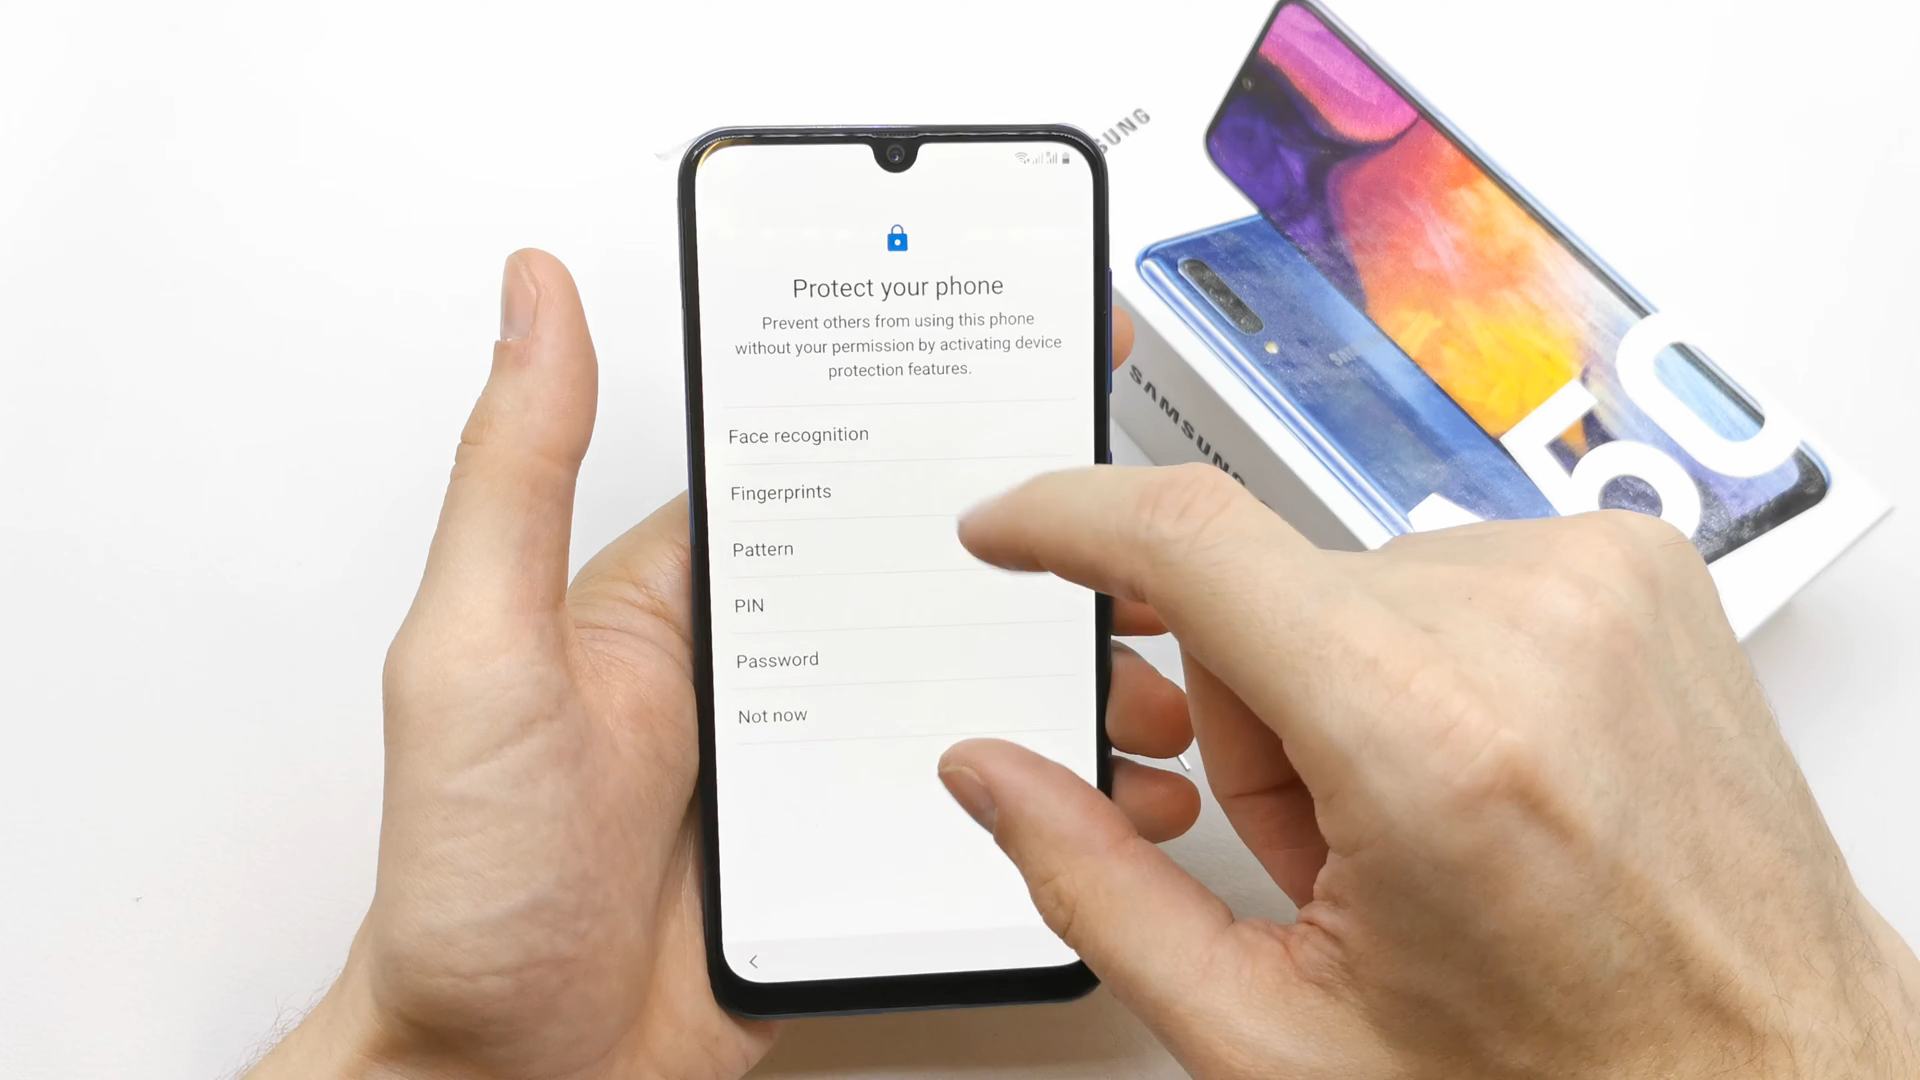 Protect your phone
Prevent others from using this phone
without your permission by activating device
protection features.
Face recognition
Fingerprints
Pattern
PIN
Password
Not now
SUNG
SAMSUNG
50